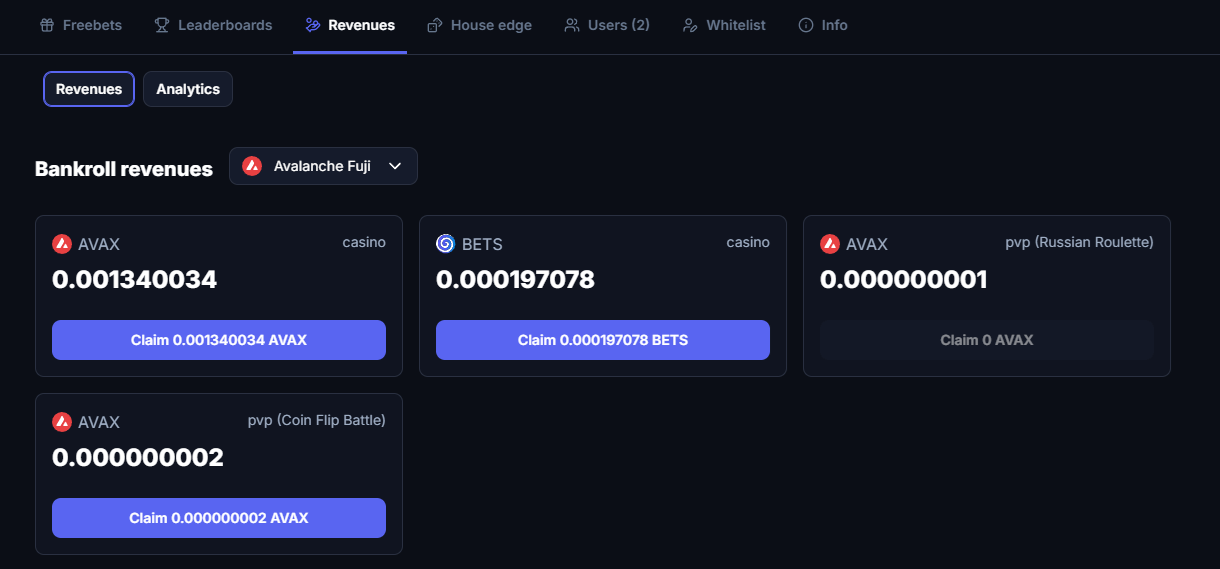 Freebets Leaderboards Revenues House edge Users (2) Whitelist Info
Revenues Analytics
Bankroll revenues Avalanche Fuji
AVAX casino
0.001340034
Claim 0.001340034 AVAX
BETS casino
0.000197078
Claim 0.000197078 BETS
AVAX pvp (Russian Roulette)
0.000000001
Claim 0 AVAX
AVAX pvp (Coin Flip Battle)
0.000000002
Claim 0.000000002 AVAX